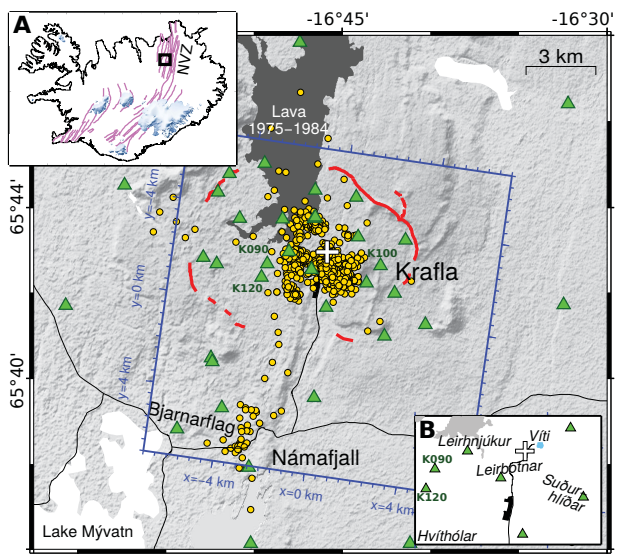 -16°45'
-16°30'
A
NVZ
3 km
Lava
1975–1984
65°44'
y=-4 km
K090
K100
Krafla
K120
y=0 km
65°40'
y=4 km
Bjarnarflag
Námafjall
x=-4 km
x=0 km
x=4 km
Lake Mývatn
B
Leirhnjúkur
Víti
K090
Leirbotnar
K120
Suður-
hlíðar
Hvíthólar